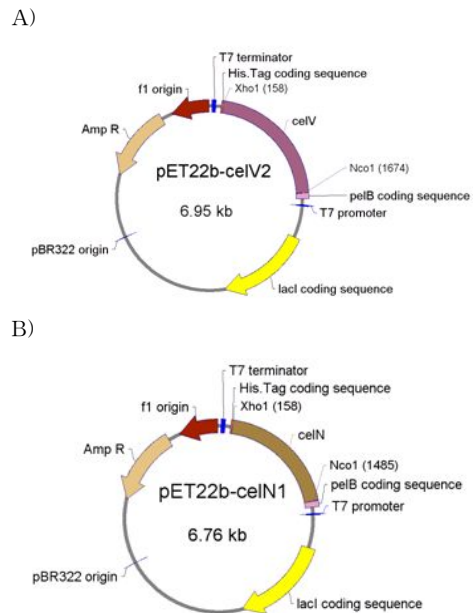 A)
T7 terminator
His.Tag coding sequence
Xho1 (158)
f1 origin
celV
Amp R
Nco1 (1674)
pET22b-celV2
pelB coding sequence
6.95 kb
T7 promoter
pBR322 origin
lacI coding sequence
B)
T7 terminator
His.Tag coding sequence
f1 origin
Xho1 (158)
celN
Amp R
Nco1 (1485)
pelB coding sequence
pET22b-celN1
T7 promoter
6.76 kb
pBR322 origin
lacI coding sequence